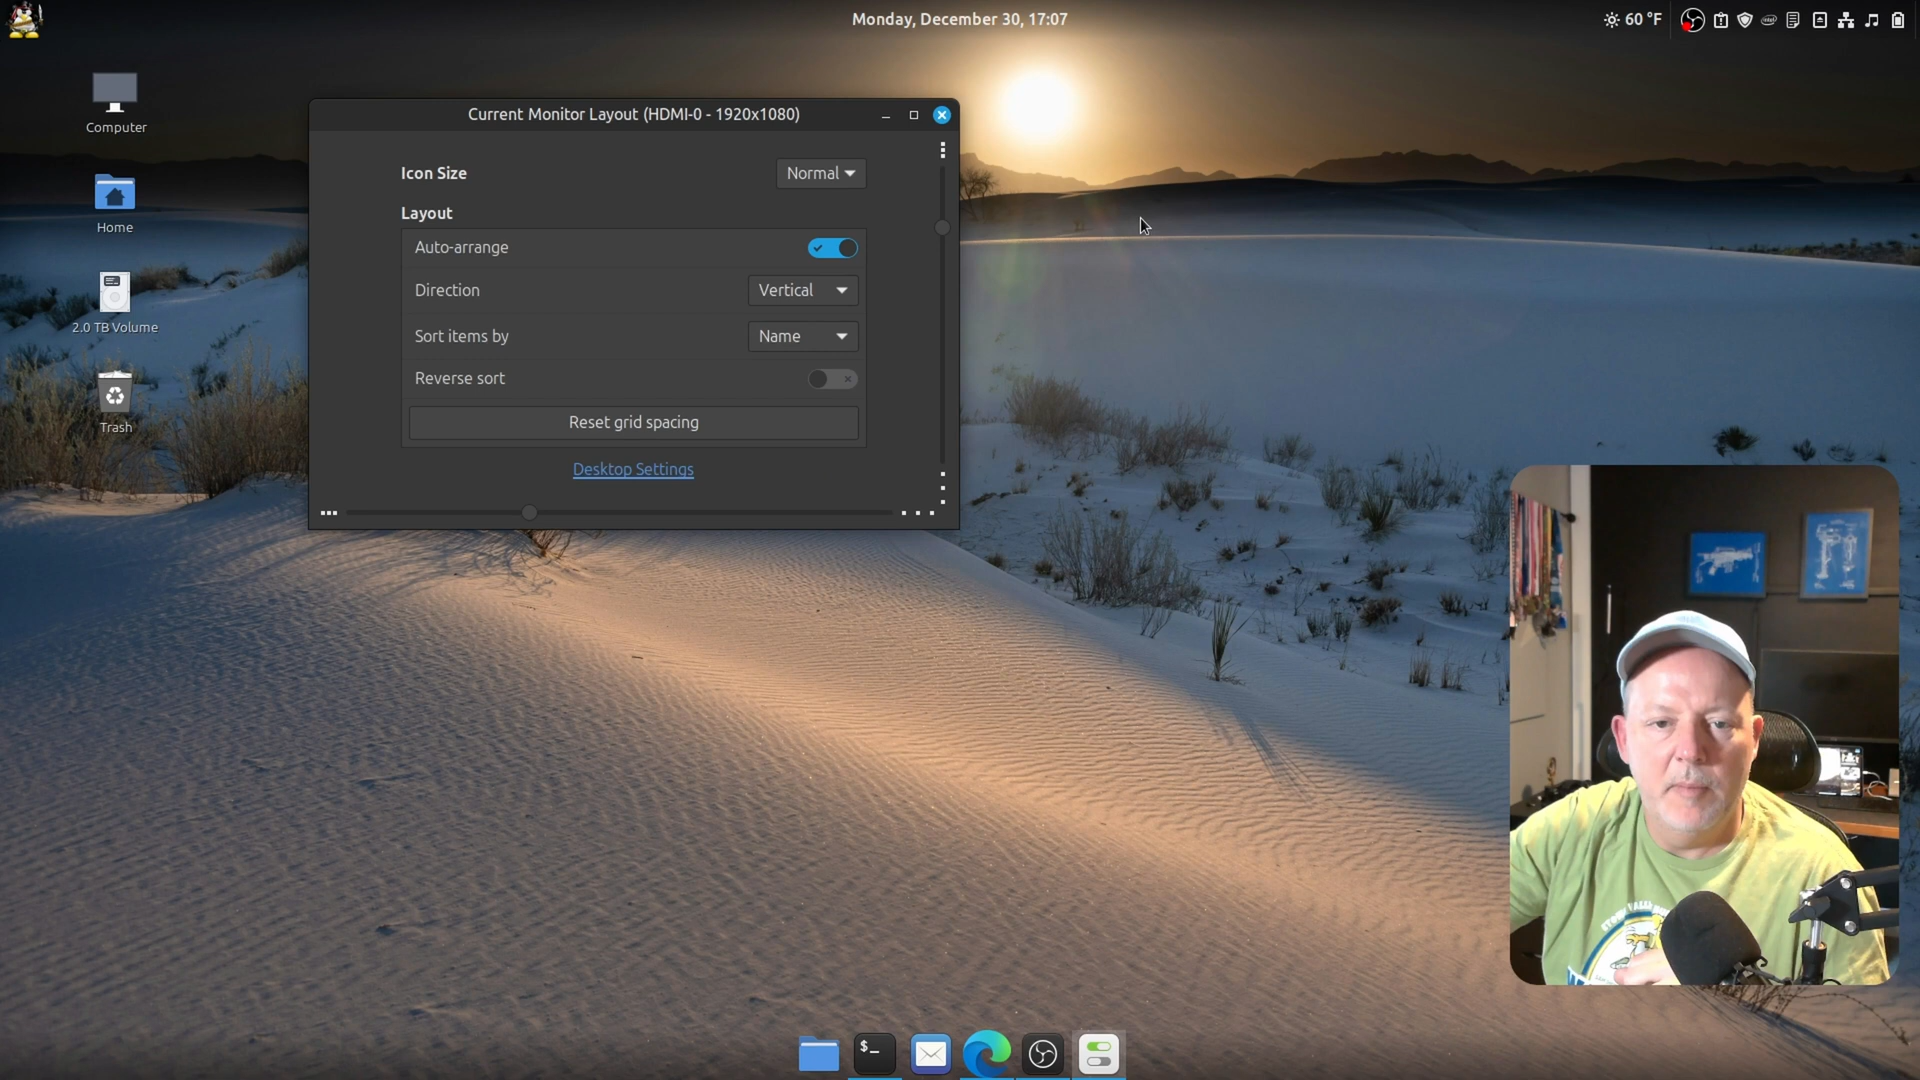 Monday, December 30, 17:07
60 °F
Computer
Home
2.0 TB Volume
Trash
Current Monitor Layout (HDMI-0 - 1920x1080)
Icon Size
Normal
Layout
Auto-arrange
Direction
Vertical
Sort items by
Name
Reverse sort
Reset grid spacing
Desktop Settings
$_